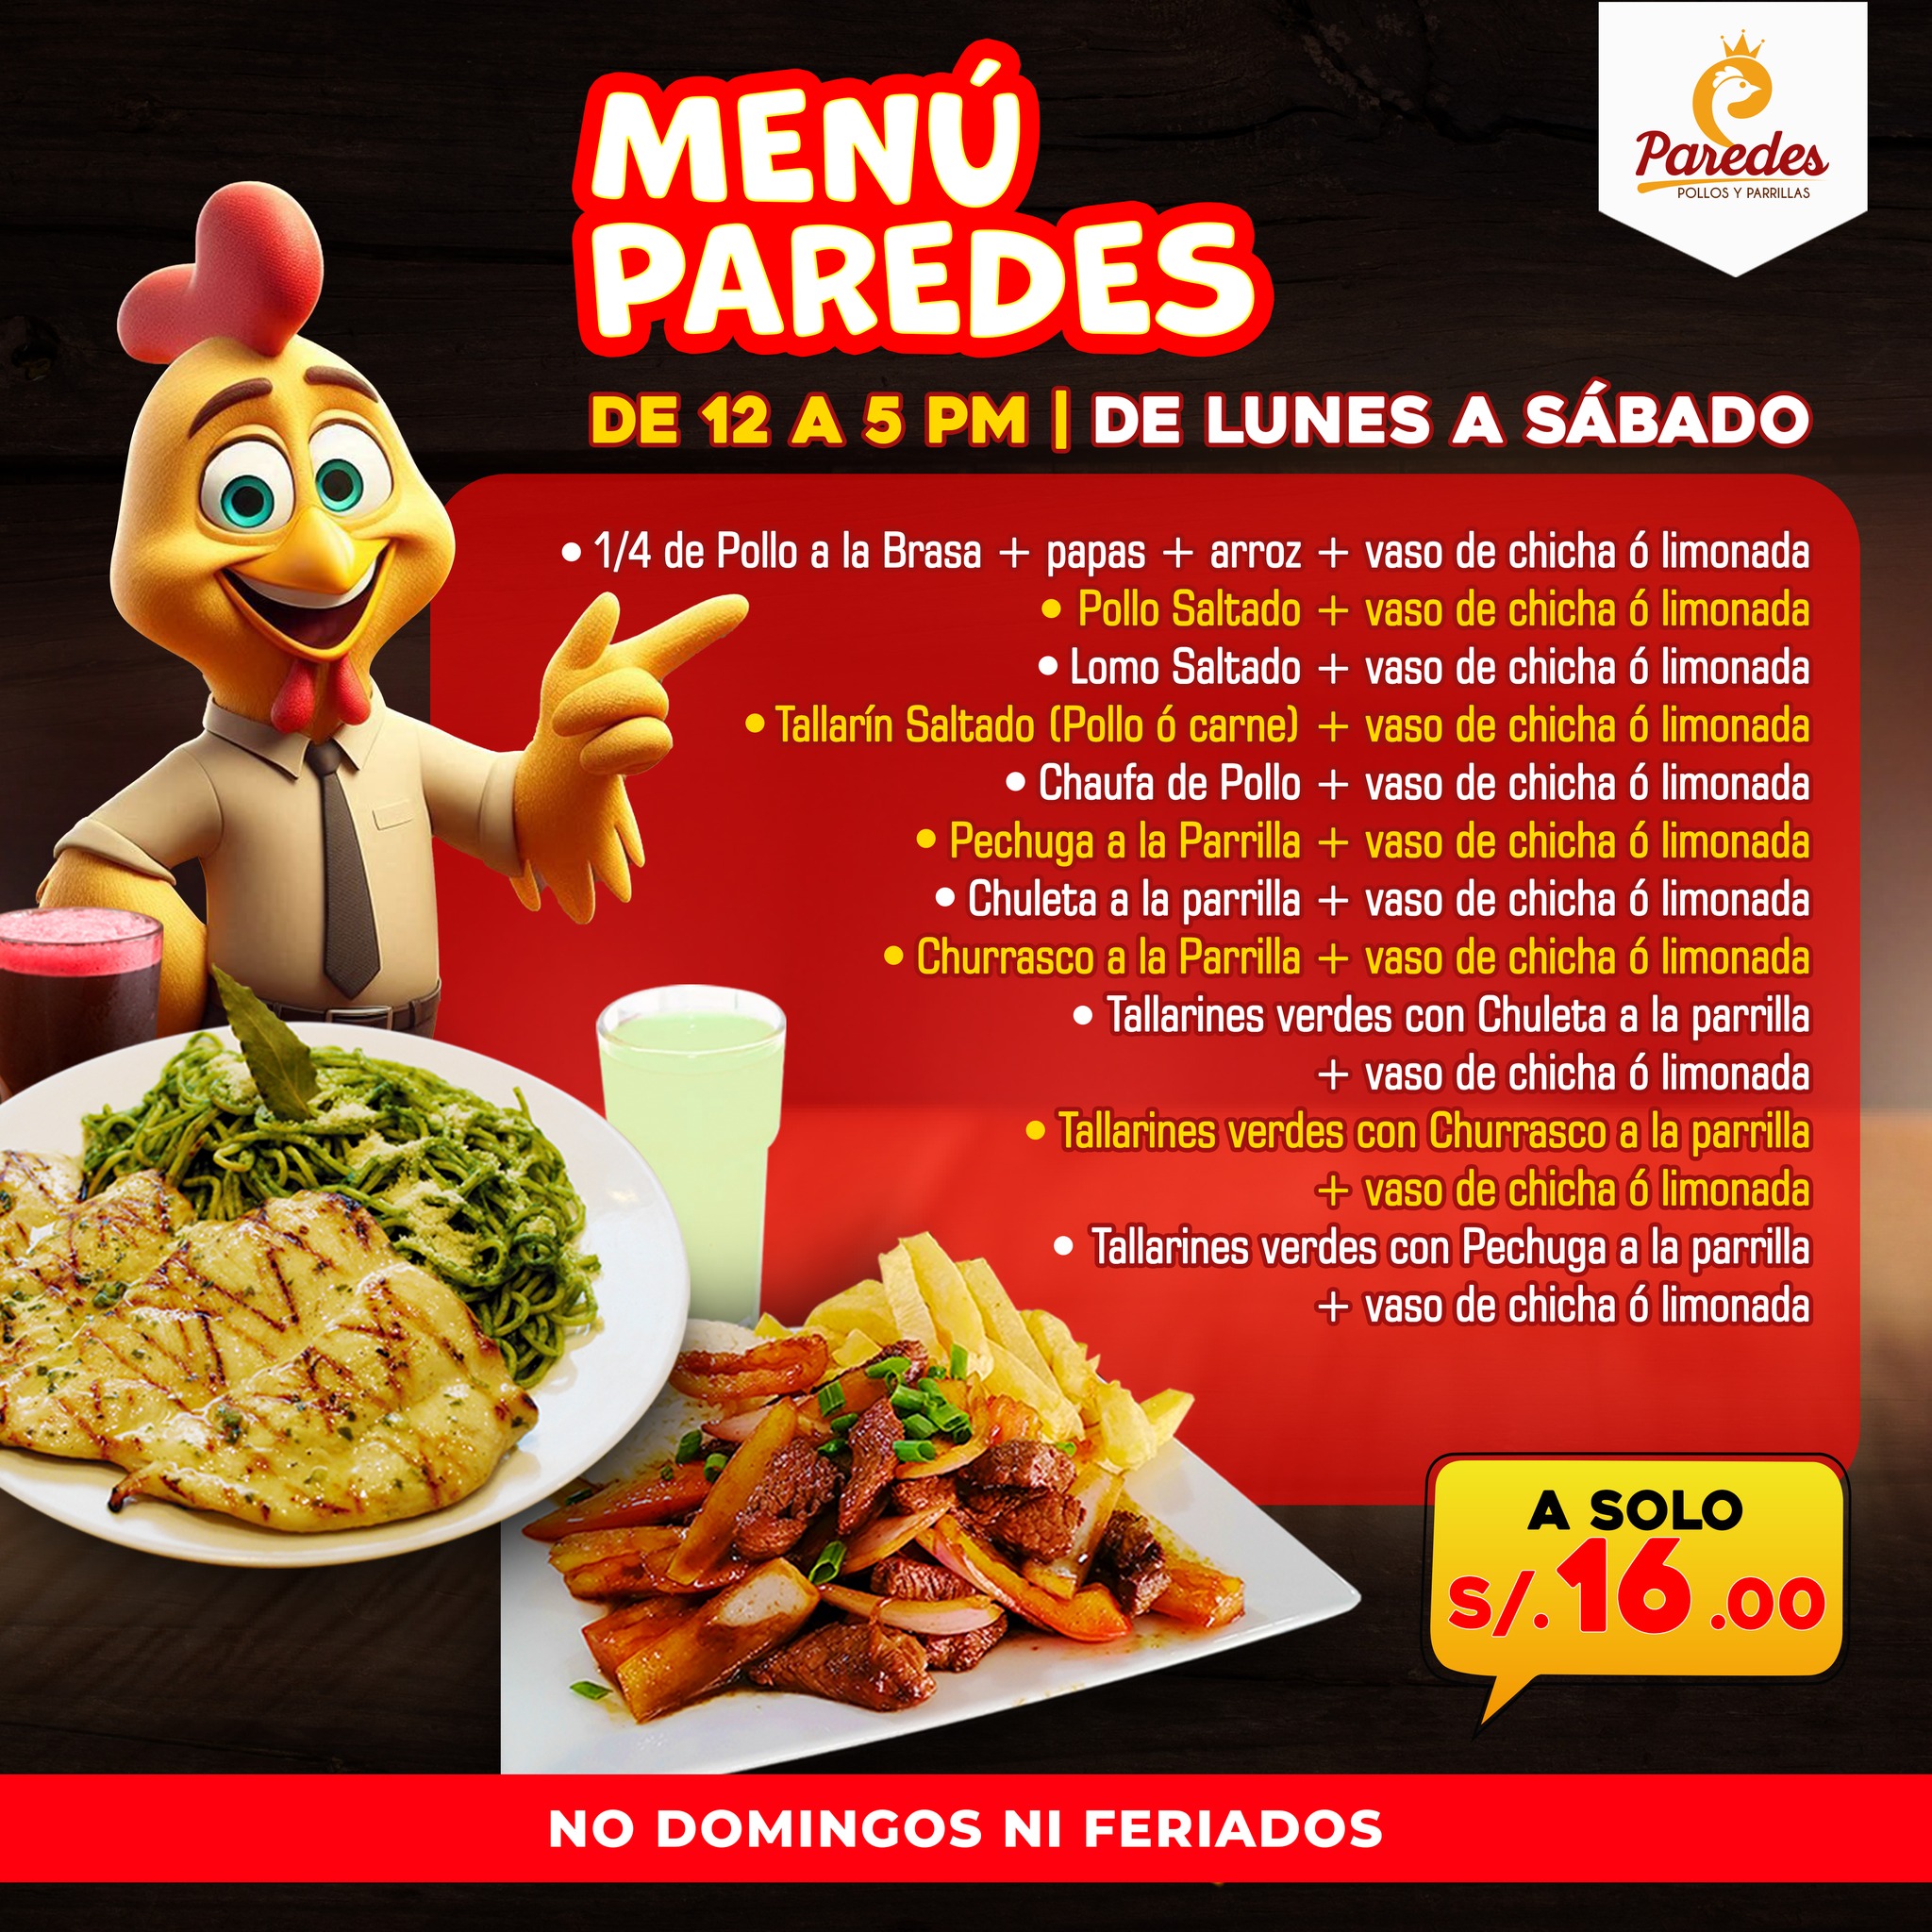 MENÚ
PAREDES
Paredes
POLLOS Y PARRILLAS
DE 12 A 5 PM | DE LUNES A SÁBADO
• 1/4 de Pollo a la Brasa + papas + arroz + vaso de chicha ó limonada
• Pollo Saltado + vaso de chicha ó limonada
• Lomo Saltado + vaso de chicha ó limonada
• Tallarín Saltado (Pollo ó carne) + vaso de chicha ó limonada
• Chaufa de Pollo + vaso de chicha ó limonada
• Pechuga a la Parrilla + vaso de chicha ó limonada
• Chuleta a la parrilla + vaso de chicha ó limonada
• Churrasco a la Parrilla + vaso de chicha ó limonada
• Tallarines verdes con Chuleta a la parrilla
+ vaso de chicha ó limonada
• Tallarines verdes con Churrasco a la parrilla
+ vaso de chicha ó limonada
• Tallarines verdes con Pechuga a la parrilla
+ vaso de chicha ó limonada
A SOLO
S/.16.00
NO DOMINGOS NI FERIADOS